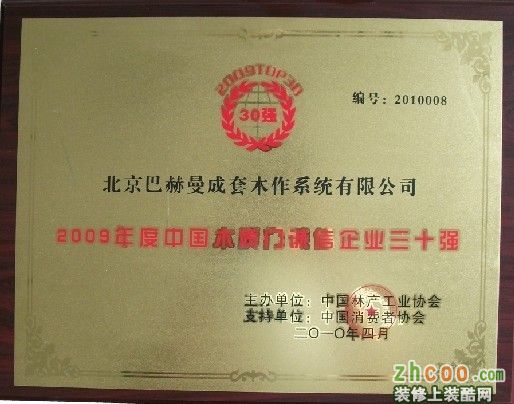 2009TOP30
30强
编号：2010008
北京巴赫曼成套木作系统有限公司
2009年度中国木质门诚信企业三十强
主办单位：中国林产工业协会
支持单位：中国消费者协会
二〇一〇年四月
zhcoo.com
装修上装酷网